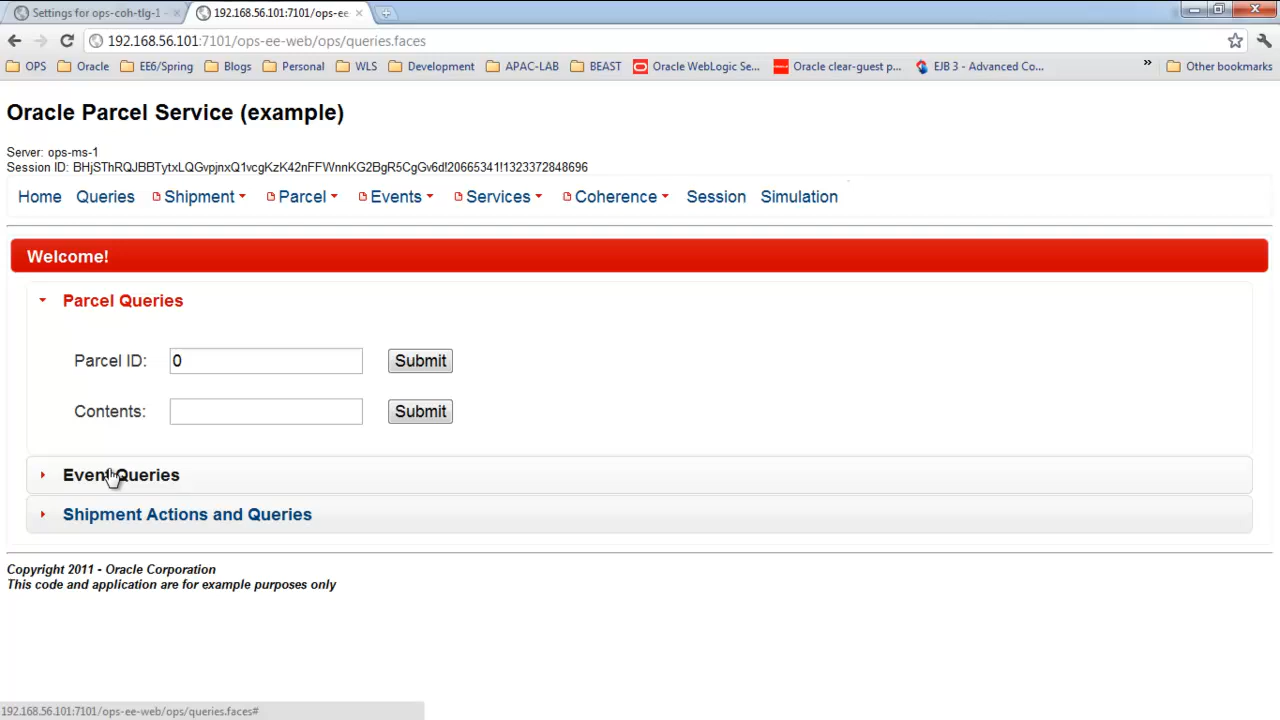 Settings for ops-coh-tlg-1 -
192.168.56.101:7101/ops-ee
192.168.56.101:7101/ops-ee-web/ops/queries.faces
OPS Oracle EE6/Spring Blogs Personal WLS Development APAC-LAB BEAST Oracle WebLogic Se... Oracle clear-guest p... EJB 3 - Advanced Co... » Other bookmarks
Oracle Parcel Service (example)
Server: ops-ms-1
Session ID: BHjSThRQJBBTytxLQGvpjnxQ1vcgKzK42nFFWnnKG2BgR5CgGv6d!20665341!1323372848696
Home Queries Shipment Parcel Events Services Coherence Session Simulation
Welcome!
Parcel Queries
Parcel ID: 0 Submit
Contents: Submit
Event Queries
Shipment Actions and Queries
Copyright 2011 - Oracle Corporation
This code and application are for example purposes only
192.168.56.101:7101/ops-ee-web/ops/queries.faces#